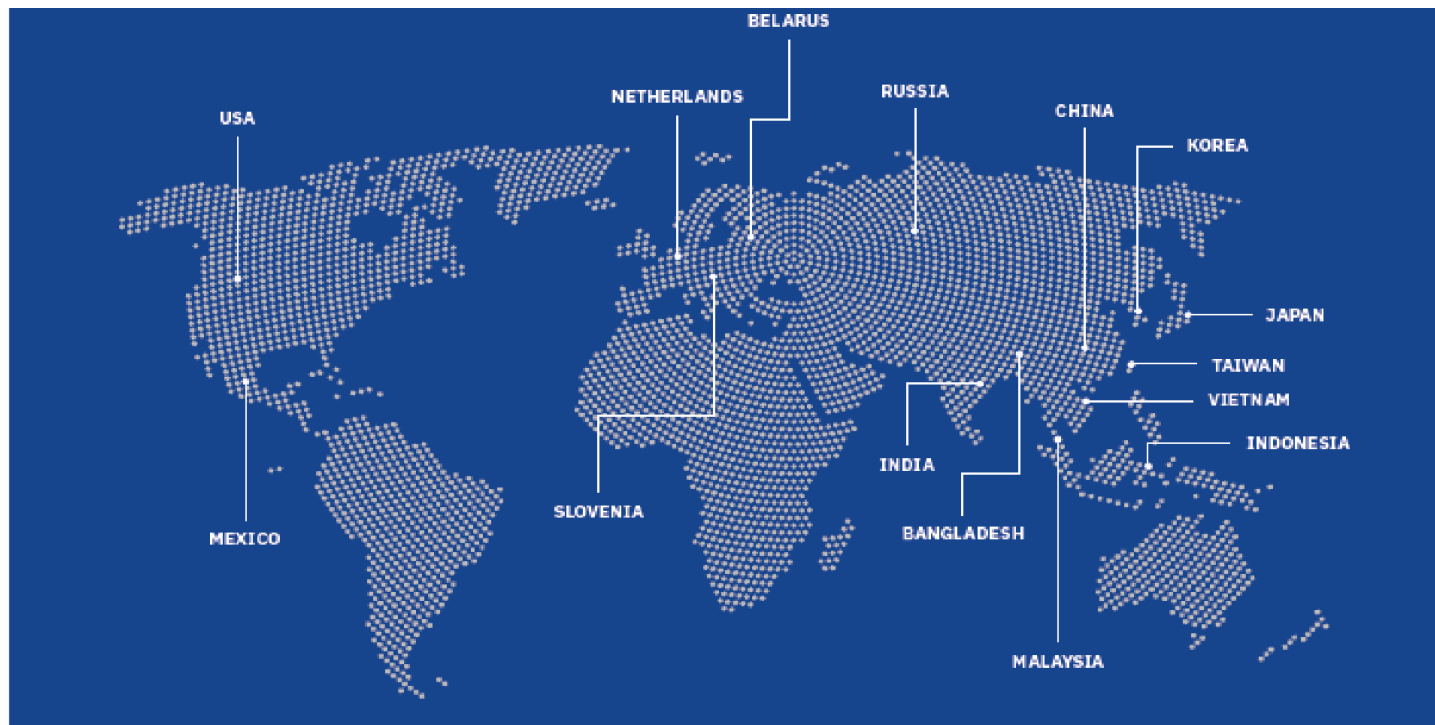 BELARUS
NETHERLANDS
RUSSIA
USA
CHINA
KOREA
JAPAN
TAIWAN
VIETNAM
INDONESIA
INDIA
SLOVENIA
BANGLADESH
MEXICO
MALAYSIA